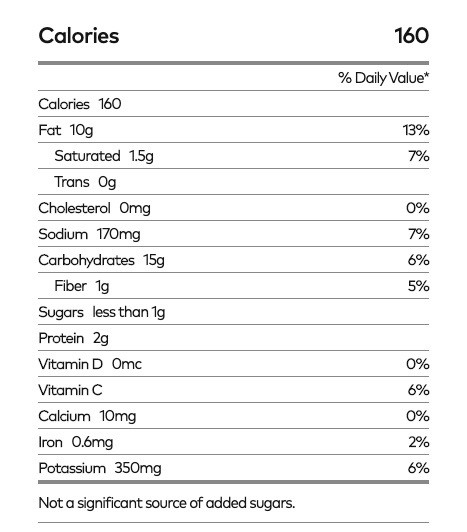 Calories 160
% Daily Value*
Calories 160
Fat 10g 13%
Saturated 1.5g 7%
Trans 0g
Cholesterol 0mg 0%
Sodium 170mg 7%
Carbohydrates 15g 6%
Fiber 1g 5%
Sugars less than 1g
Protein 2g
Vitamin D 0mc 0%
Vitamin C 6%
Calcium 10mg 0%
Iron 0.6mg 2%
Potassium 350mg 6%
Not a significant source of added sugars.